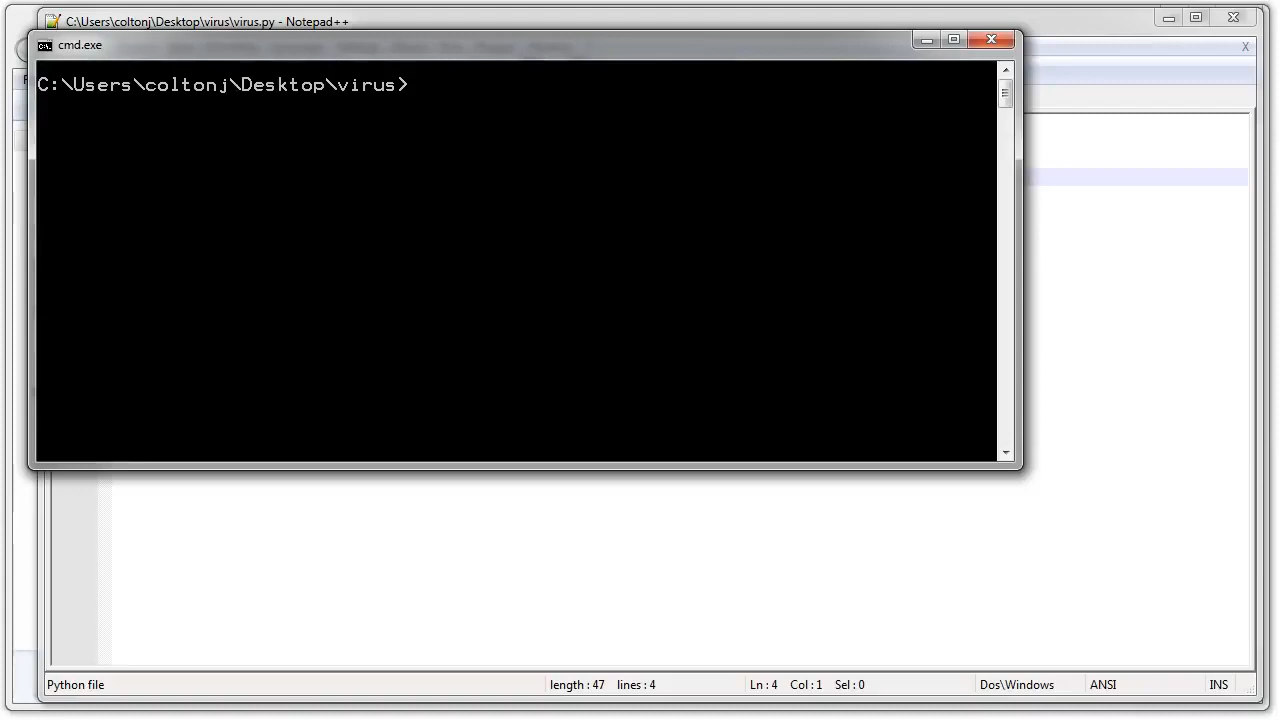 C:\Users\coltonj\Desktop\virus\virus.py - Notepad++
cmd.exe
C:\Users\coltonj\Desktop\virus>
Python file
length : 47 lines : 4
Ln : 4 Col : 1 Sel : 0
Dos\Windows
ANSI
INS